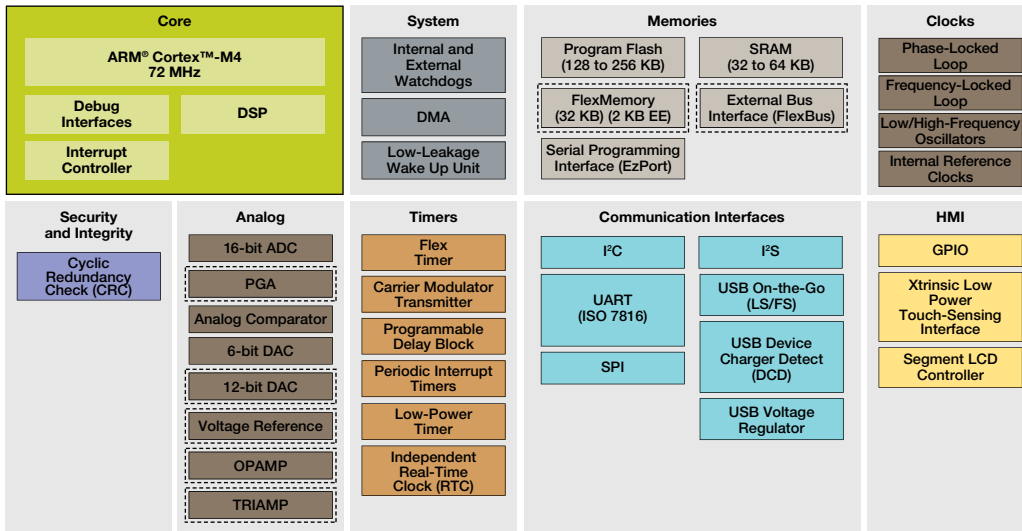 Core
ARM® Cortex™-M4
72 MHz
Debug
Interfaces
DSP
Interrupt
Controller
System
Internal and
External
Watchdogs
DMA
Low-Leakage
Wake Up Unit
Memories
Program Flash
(128 to 256 KB)
SRAM
(32 to 64 KB)
FlexMemory
(32 KB) (2 KB EE)
External Bus
Interface (FlexBus)
Serial Programming
Interface (EzPort)
Clocks
Phase-Locked
Loop
Frequency-Locked
Loop
Low/High-Frequency
Oscillators
Internal Reference
Clocks
Security
and Integrity
Cyclic
Redundancy
Check (CRC)
Analog
16-bit ADC
PGA
Analog Comparator
6-bit DAC
12-bit DAC
Voltage Reference
OPAMP
TRIAMP
Timers
Flex
Timer
Carrier Modulator
Transmitter
Programmable
Delay Block
Periodic Interrupt
Timers
Low-Power
Timer
Independent
Real-Time
Clock (RTC)
Communication Interfaces
I²C
I²S
UART
(ISO 7816)
USB On-the-Go
(LS/FS)
SPI
USB Device
Charger Detect
(DCD)
USB Voltage
Regulator
HMI
GPIO
Xtrinsic Low
Power
Touch-Sensing
Interface
Segment LCD
Controller